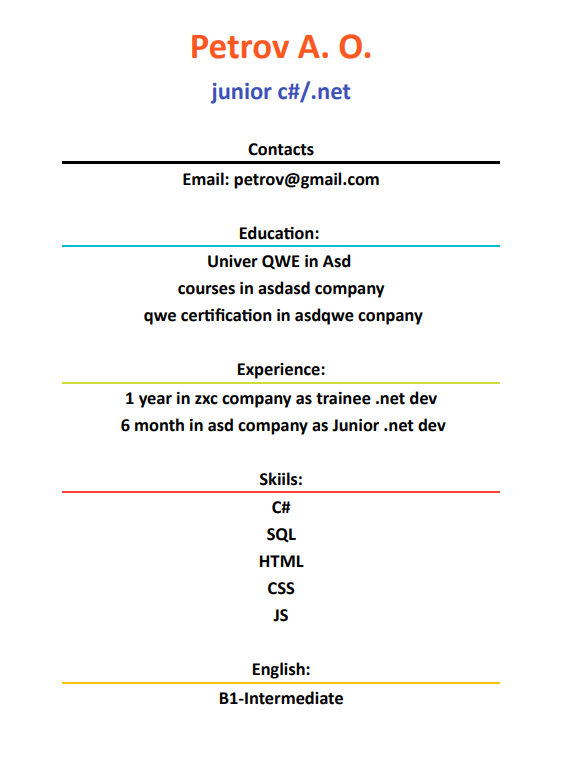 Petrov A. O.
junior c#/.net
Contacts
Email: petrov@gmail.com
Education:
Univer QWE in Asd
courses in asdasd company
qwe certification in asdqwe conpany
Experience:
1 year in zxc company as trainee .net dev
6 month in asd company as Junior .net dev
Skiils:
C#
SQL
HTML
CSS
JS
English:
B1-Intermediate